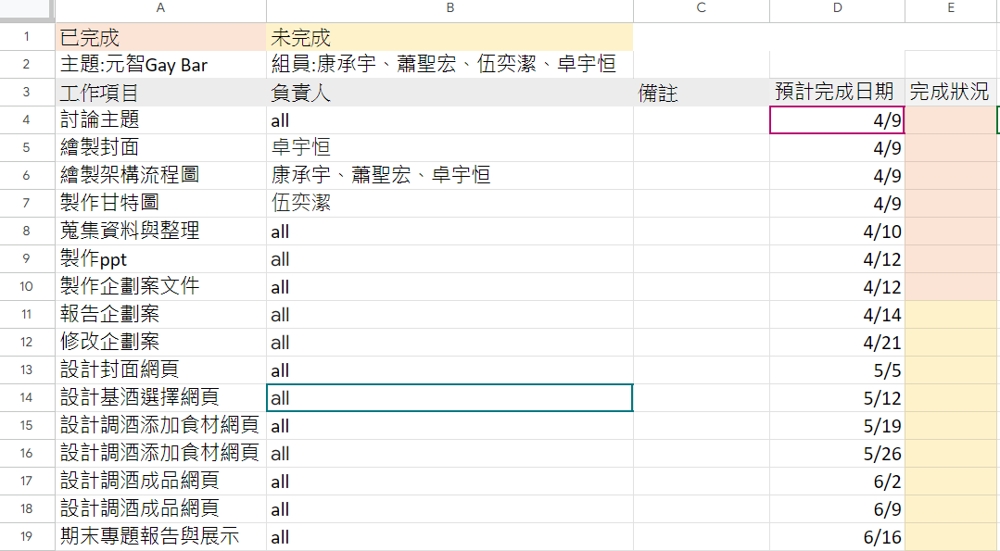 A B C D E
1 已完成 未完成
2 主題:元智Gay Bar 組員:康承宇、蕭聖宏、伍奕潔、卓宇恒
3 工作項目 負責人 備註 預計完成日期 完成狀況
4 討論主題 all 4/9
5 繪製封面 卓宇恒 4/9
6 繪製架構流程圖 康承宇、蕭聖宏、卓宇恒 4/9
7 製作甘特圖 伍奕潔 4/9
8 蒐集資料與整理 all 4/10
9 製作ppt all 4/12
10 製作企劃案文件 all 4/12
11 報告企劃案 all 4/14
12 修改企劃案 all 4/21
13 設計封面網頁 all 5/5
14 設計基酒選擇網頁 all 5/12
15 設計調酒添加食材網頁 all 5/19
16 設計調酒添加食材網頁 all 5/26
17 設計調酒成品網頁 all 6/2
18 設計調酒成品網頁 all 6/9
19 期末專題報告與展示 all 6/16